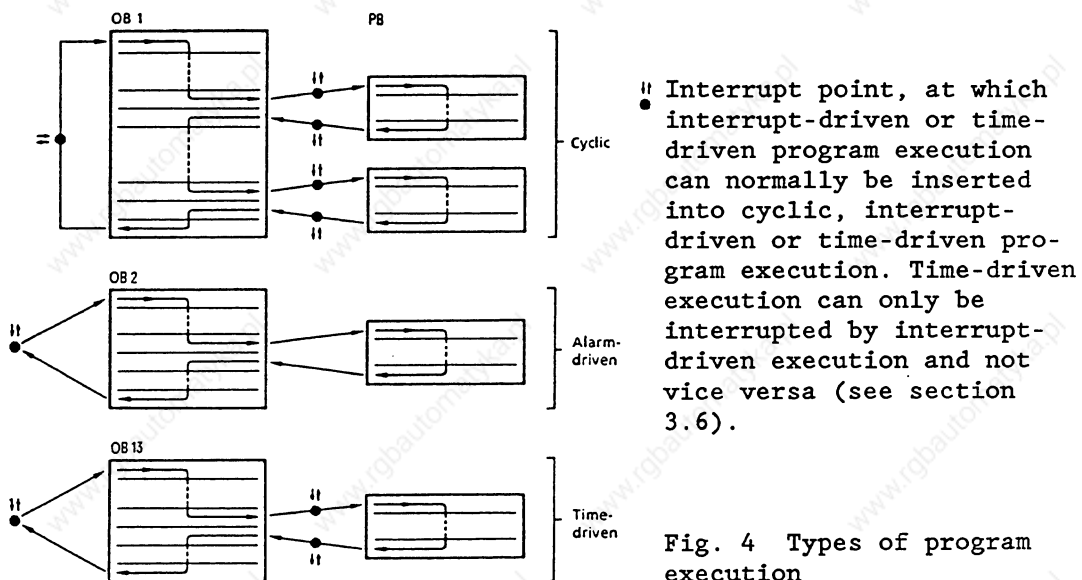 OB 1
PB
Cyclic
OB 2
Alarm-
driven
OB 13
Time-
driven
Interrupt point, at which
interrupt-driven or time-
driven program execution
can normally be inserted
into cyclic, interrupt-
driven or time-driven pro-
gram execution. Time-driven
execution can only be
interrupted by interrupt-
driven execution and not
vice versa (see section
3.6).
Fig. 4 Types of program
execution
www.rgbautomatyka.pl